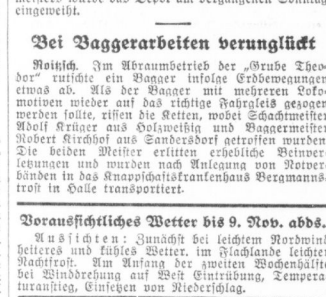 eingeweiht.
Bei Baggerarbeiten verunglückt
Roitzsch. Im Abraumbetrieb der „Grube Theo-
dor“ rutschte ein Bagger infolge Erdbewegungen
etwas ab. Als der Bagger mit mehreren Loko-
motiven wieder auf das richtige Fahrgleis gezogen
werden sollte, rissen die Ketten, wobei Schachtmeister
Adolf Krüger aus Holzweißig und Baggermeister
Robert Kirchhof aus Sandersdorf getroffen wurden.
Die beiden Meister erlitten erhebliche Beinver-
letzungen und wurden nach Anlegung von Notver-
bänden in das Knappschaftskrankenhaus Bergmanns-
trost in Halle transportiert.
Voraussichtliches Wetter bis 9. Nov. abds.
Aussichten: Zunächst bei leichtem Nordwind
heiteres und kühles Wetter, im Flachlande leichter
Nachtfrost. Am Anfang der zweiten Wochenhälfte
bei Winddrehung auf West Eintrübung, Tempera-
turanstieg, Einsetzen von Niederschlag.